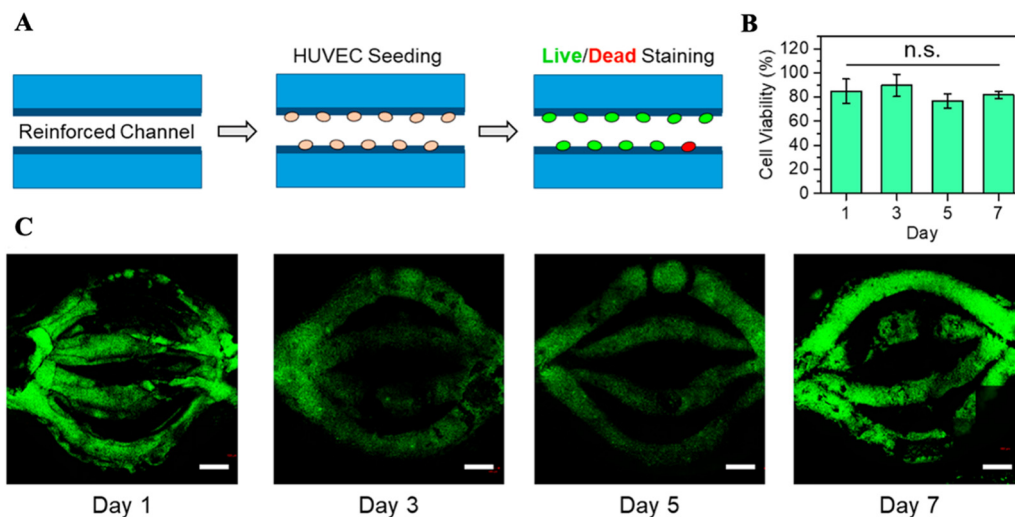 A
HUVEC Seeding
Live/Dead Staining
Reinforced Channel
B
n.s.
Cell Viability (%)
120
100
80
60
40
20
0
1 3 5 7
Day
C
Day 1 Day 3 Day 5 Day 7